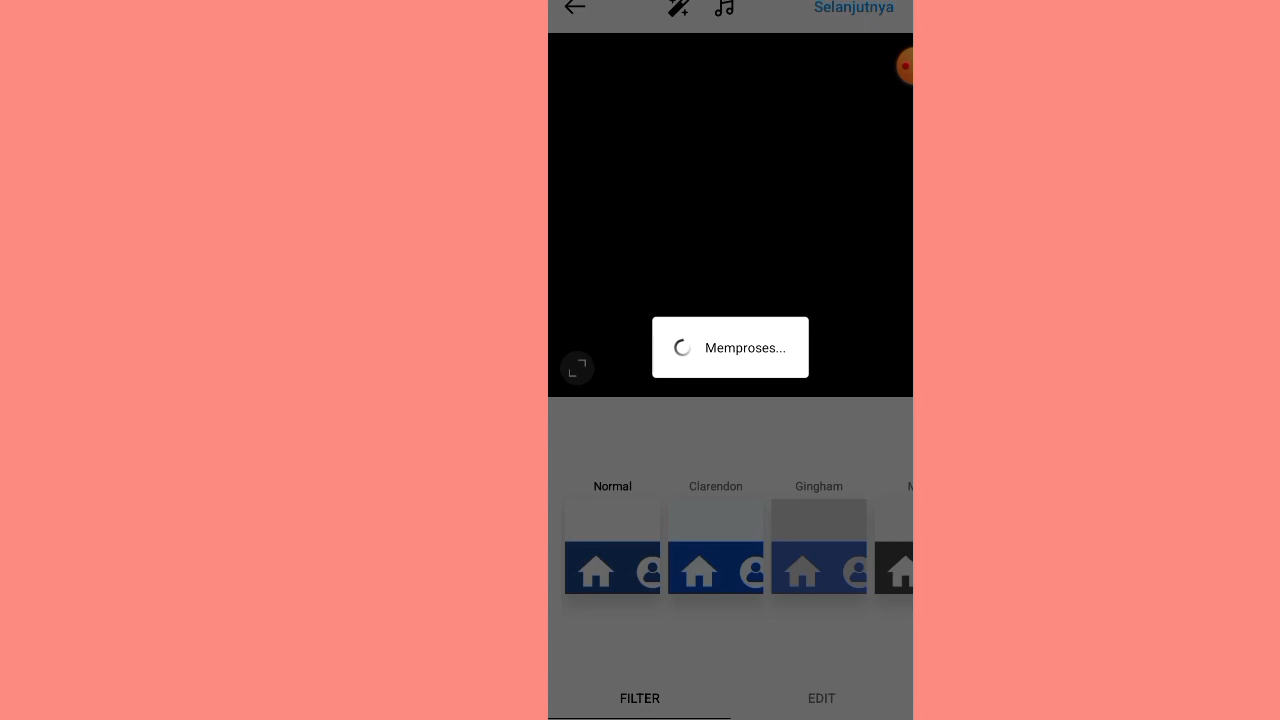 Selanjutnya
Memproses...
Normal
Clarendon
Gingham
M
FILTER
EDIT